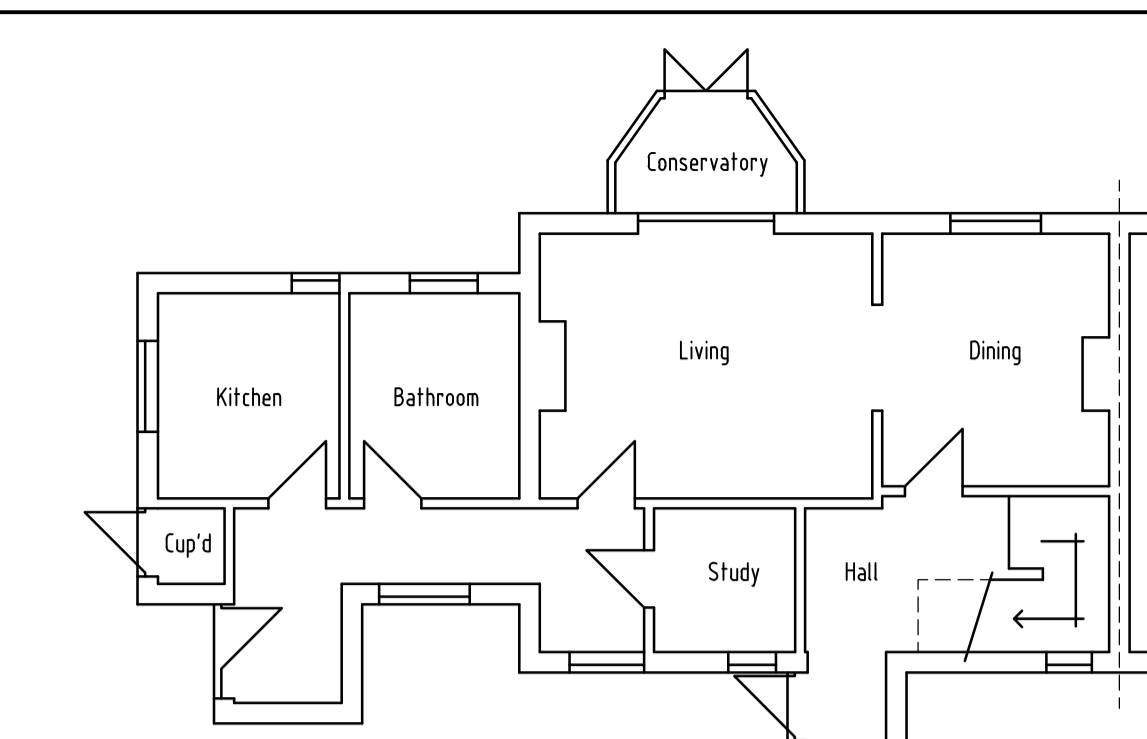 Conservatory
Living
Dining
Kitchen
Bathroom
Cup'd
Study
Hall